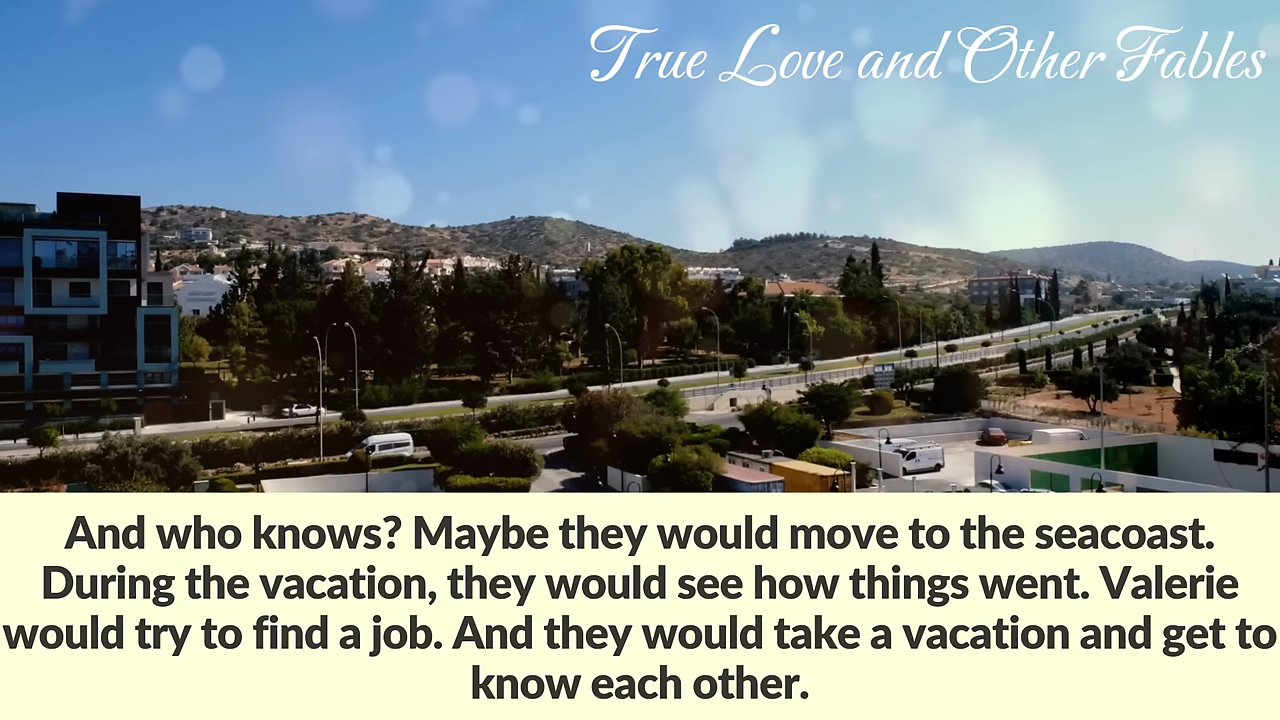 True Love and Other Fables
And who knows? Maybe they would move to the seacoast.
During the vacation, they would see how things went. Valerie
would try to find a job. And they would take a vacation and get to
know each other.